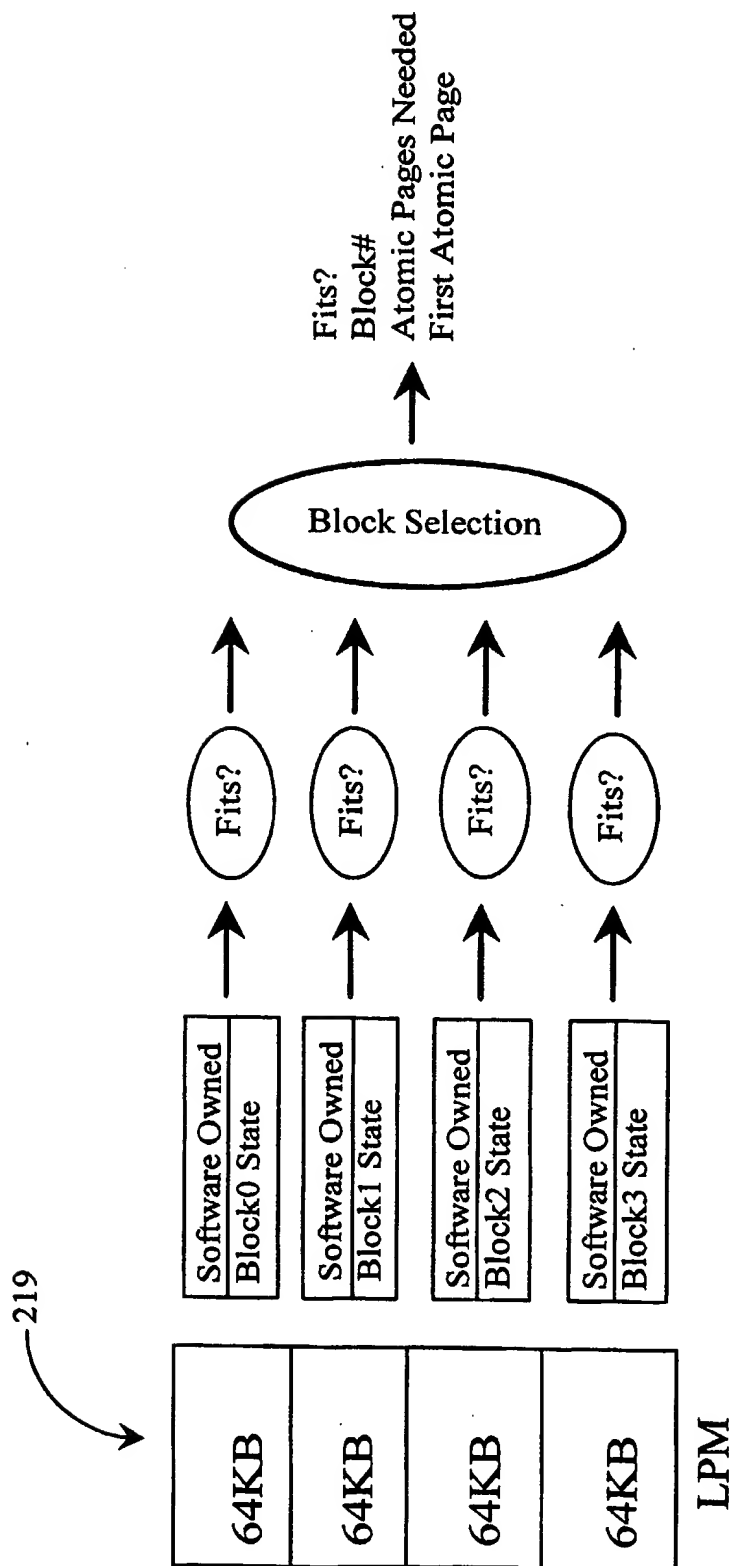 219
64KB
64KB
64KB
64KB
LPM
Software Owned
Block0 State
Software Owned
Block1 State
Software Owned
Block2 State
Software Owned
Block3 State
Fits?
Fits?
Fits?
Fits?
Block Selection
Fits?
Block#
Atomic Pages Needed
First Atomic Page